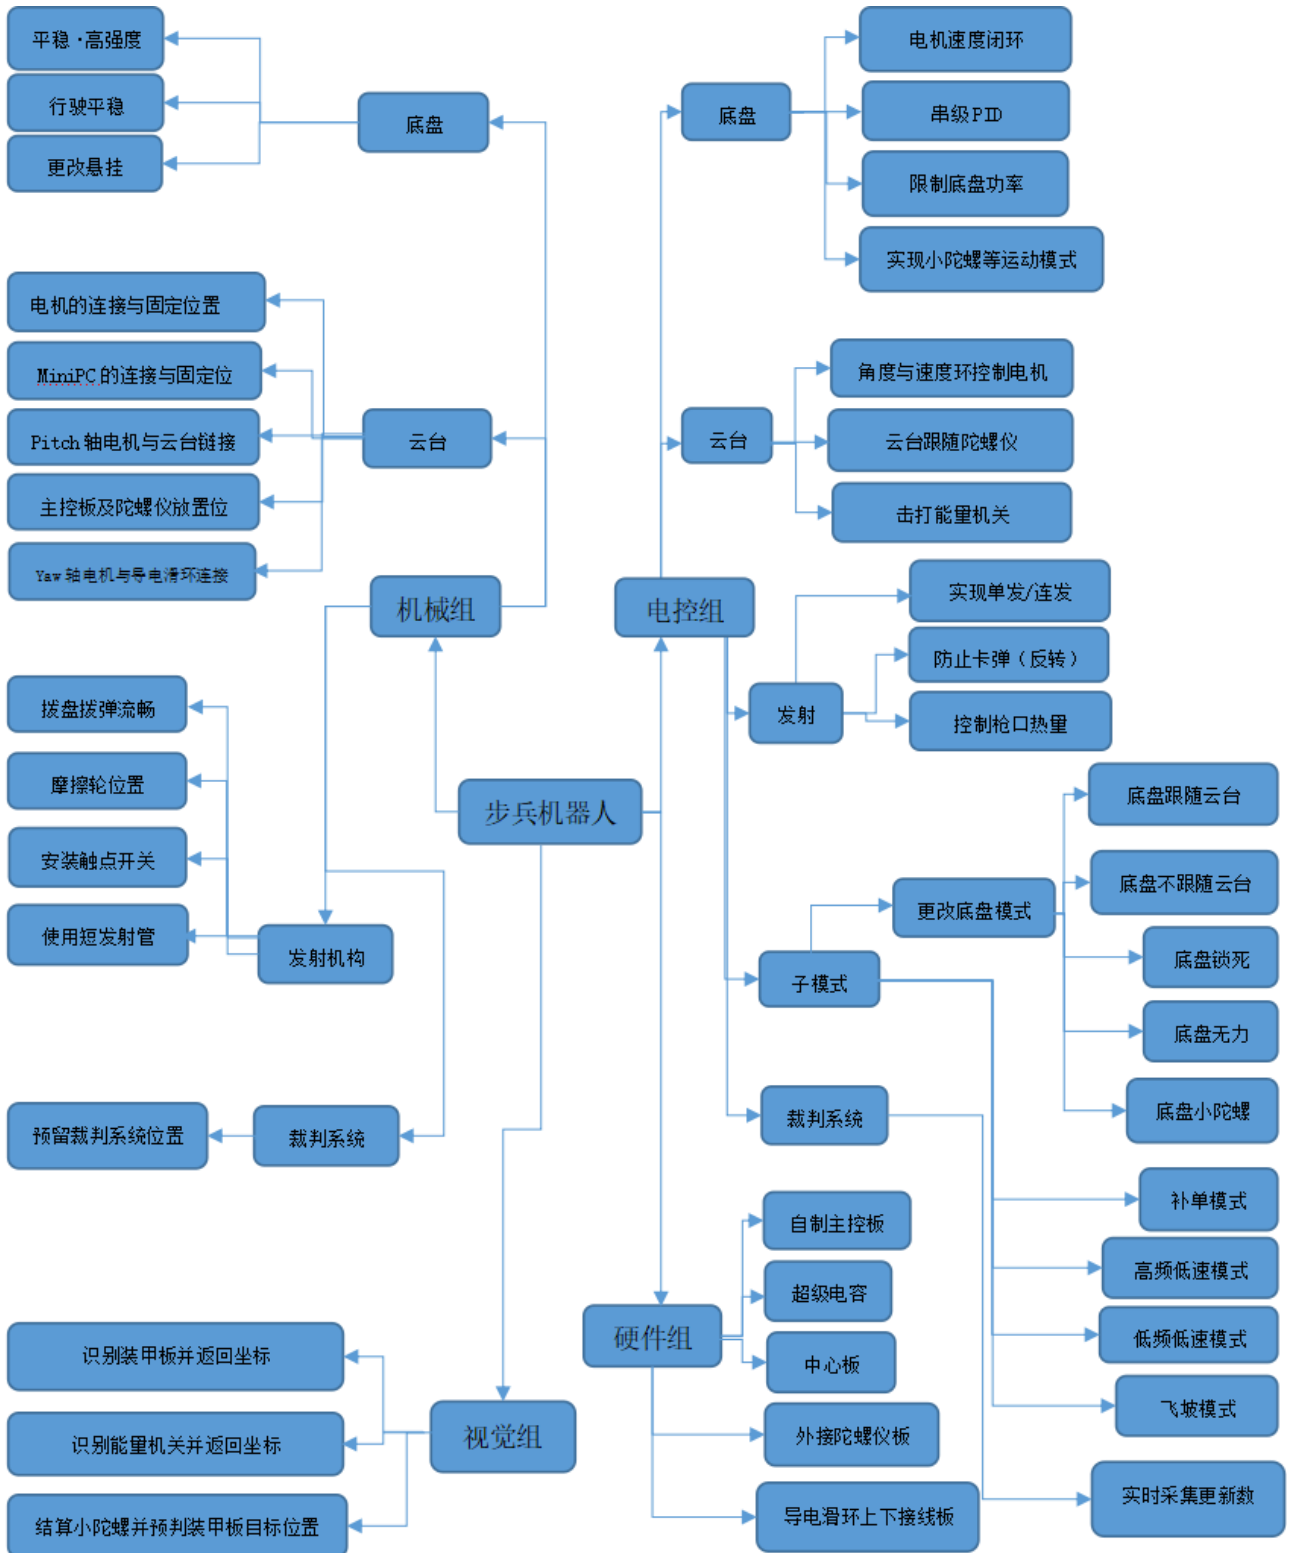 平稳·高强度
行驶平稳
更改悬挂
底盘
电机的连接与固定位置
MiniPC的连接与固定位
Pitch 轴电机与云台链接
主控板及陀螺仪放置位
Yaw 轴电机与导电滑环连接
云台
机械组
拨盘拨弹流畅
摩擦轮位置
安装触点开关
使用短发射管
发射机构
预留裁判系统位置
裁判系统
步兵机器人
电控组
底盘
电机速度闭环
串级PID
限制底盘功率
实现小陀螺等运动模式
云台
角度与速度环控制电机
云台跟随陀螺仪
击打能量机关
发射
实现单发/连发
防止卡弹（反转）
控制枪口热量
子模式
更改底盘模式
底盘跟随云台
底盘不跟随云台
底盘锁死
底盘无力
底盘小陀螺
补单模式
高频低速模式
低频低速模式
飞坡模式
裁判系统
实时采集更新数
硬件组
自制主控板
超级电容
中心板
外接陀螺仪板
导电滑环上下接线板
视觉组
识别装甲板并返回坐标
识别能量机关并返回坐标
结算小陀螺并预判装甲板目标位置